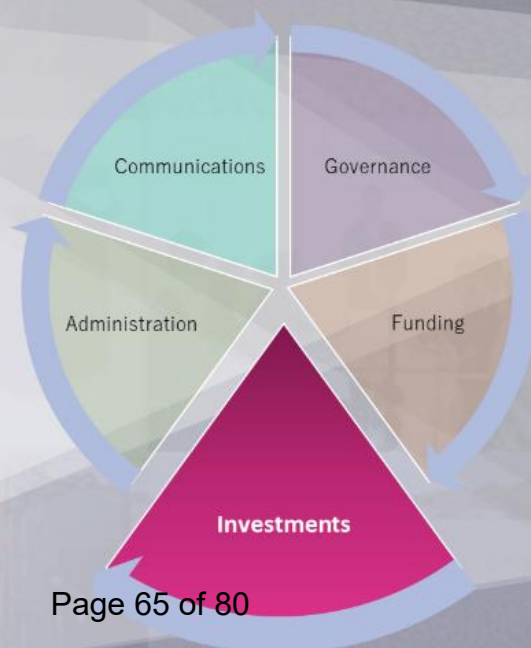 Communications
Governance
Administration
Funding
Investments
Page 65 of 80